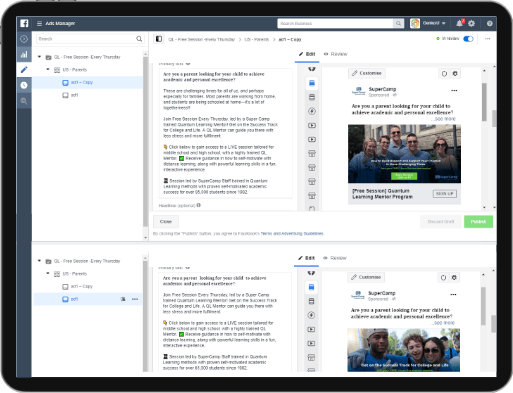 Ads Manager
Search business
Search
QL - Free Session Every Thursday > US - Parents > ad1 – Copy
In Review
Edit
Review
QL - Free Session Every Thursday
US - Parents
ad1 – Copy
ad1
Are you a parent looking for your child to achieve
academic and personal excellence?
These are challenging times for all of us, and perhaps
especially for families. Most parents are working from home,
and students are being schooled at home—it's a lot of
togetherness!!
Join Free Session Every Thursday, led by a Super Camp
trained Quantum Learning Mentor! Get on the Success Track
for College and Life. A QL Mentor can guide you there with
less stress and more fulfillment.
Click below to gain access to a LIVE session tailored for
middle school and high school, with a highly trained QL
Mentor. Receive guidance in how to self-motivate with
distance learning, along with powerful learning skills in a fun,
interactive experience.
Session led by SuperCamp Staff trained in Quantum
Learning methods with proven self-motivated academic
success for over 85,000 students since 1982.
Headline (optional)
Customize
SuperCamp
Sponsored
Are you a parent looking for your child to
achieve academic and personal excellence?
...see more
[Free Session] Quantum
Learning Mentor Program
SIGN UP
Close
Discard Draft
Publish
By clicking the "Publish" button, you agree to Facebook's Terms and Advertising Guidelines
Edit
Review
QL - Free Session Every Thursday
US - Parents
ad1 – Copy
ad1
Are you a parent looking for your child to achieve
academic and personal excellence?
Join Free Session Every Thursday, led by a Super Camp
trained Quantum Learning Mentor! Get on the Success Track
for College and Life. A QL Mentor can guide you there with
less stress and more fulfillment.
Click below to gain access to a LIVE session tailored for
middle school and high school, with a highly trained QL
Mentor. Receive guidance in how to self-motivate with
distance learning, along with powerful learning skills in a fun,
interactive experience.
Session led by SuperCamp Staff trained in Quantum
Learning methods with proven self-motivated academic
success for over 85,000 students since 1982.
Customize
SuperCamp
Sponsored
Are you a parent looking for your child to
achieve academic and personal excellence?
...see more
Get on the Success Track for College and Life